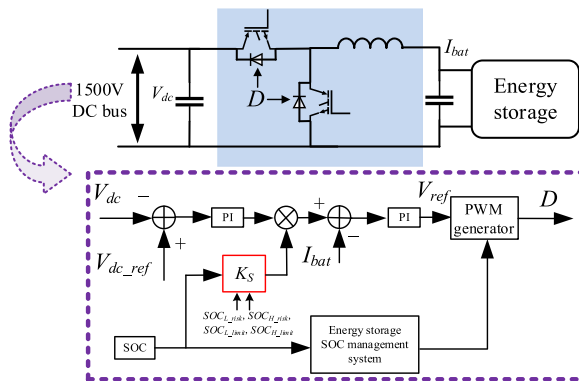 I_bat
1500V
DC bus
V_dc
D
Energy
storage
V_dc
−
+
V_dc_ref
PI
+
−
I_bat
PI
V_ref
PWM
generator
D
K_S
SOC_L_risk, SOC_H_risk,
SOC_L_limit, SOC_H_limit
SOC
Energy storage
SOC management
system